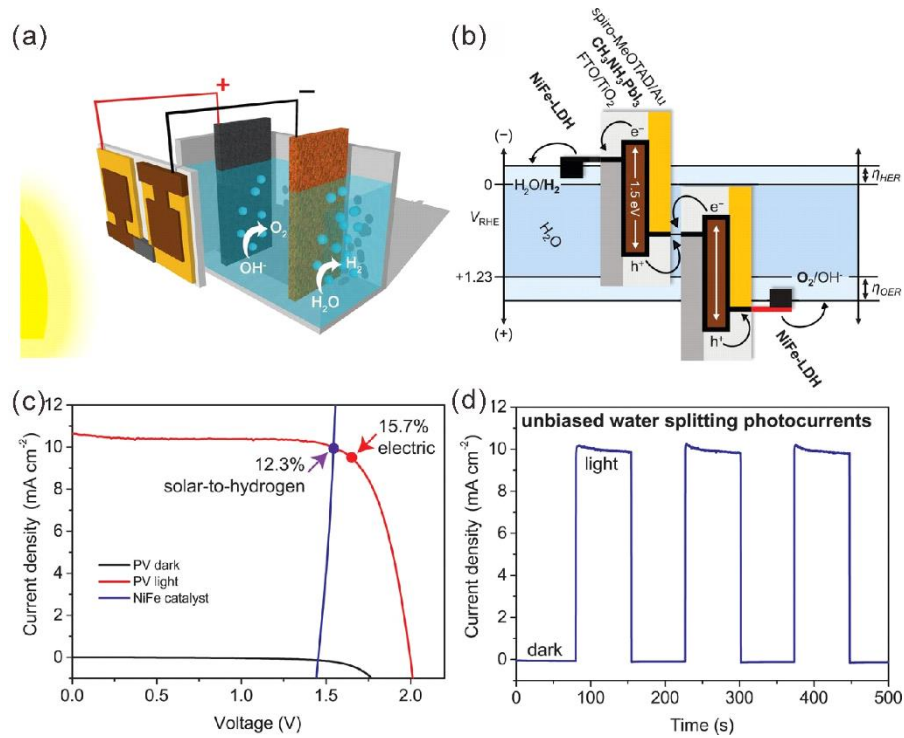 (a)
+
−
O₂
OH⁻
H₂
H₂O
(b)
spiro-MeOTAD/Au
CH₃NH₃PbI₃
FTO/TiO₂
NiFe-LDH
(-)
e⁻
H₂O/H₂
ηHER
0
1.5 eV
VRHE
H₂O
e⁻
h⁺
+1.23
O₂/OH⁻
ηOER
(+)
h⁺
NiFe-LDH
(c)
12
10
8
6
4
2
0
Current density (mA cm⁻²)
15.7%
electric
12.3%
solar-to-hydrogen
PV dark
PV light
NiFe catalyst
0.0 0.5 1.0 1.5 2.0
Voltage (V)
(d)
unbiased water splitting photocurrents
12
10
8
6
4
2
0
Current density (mA cm⁻²)
light
dark
0 100 200 300 400 500
Time (s)